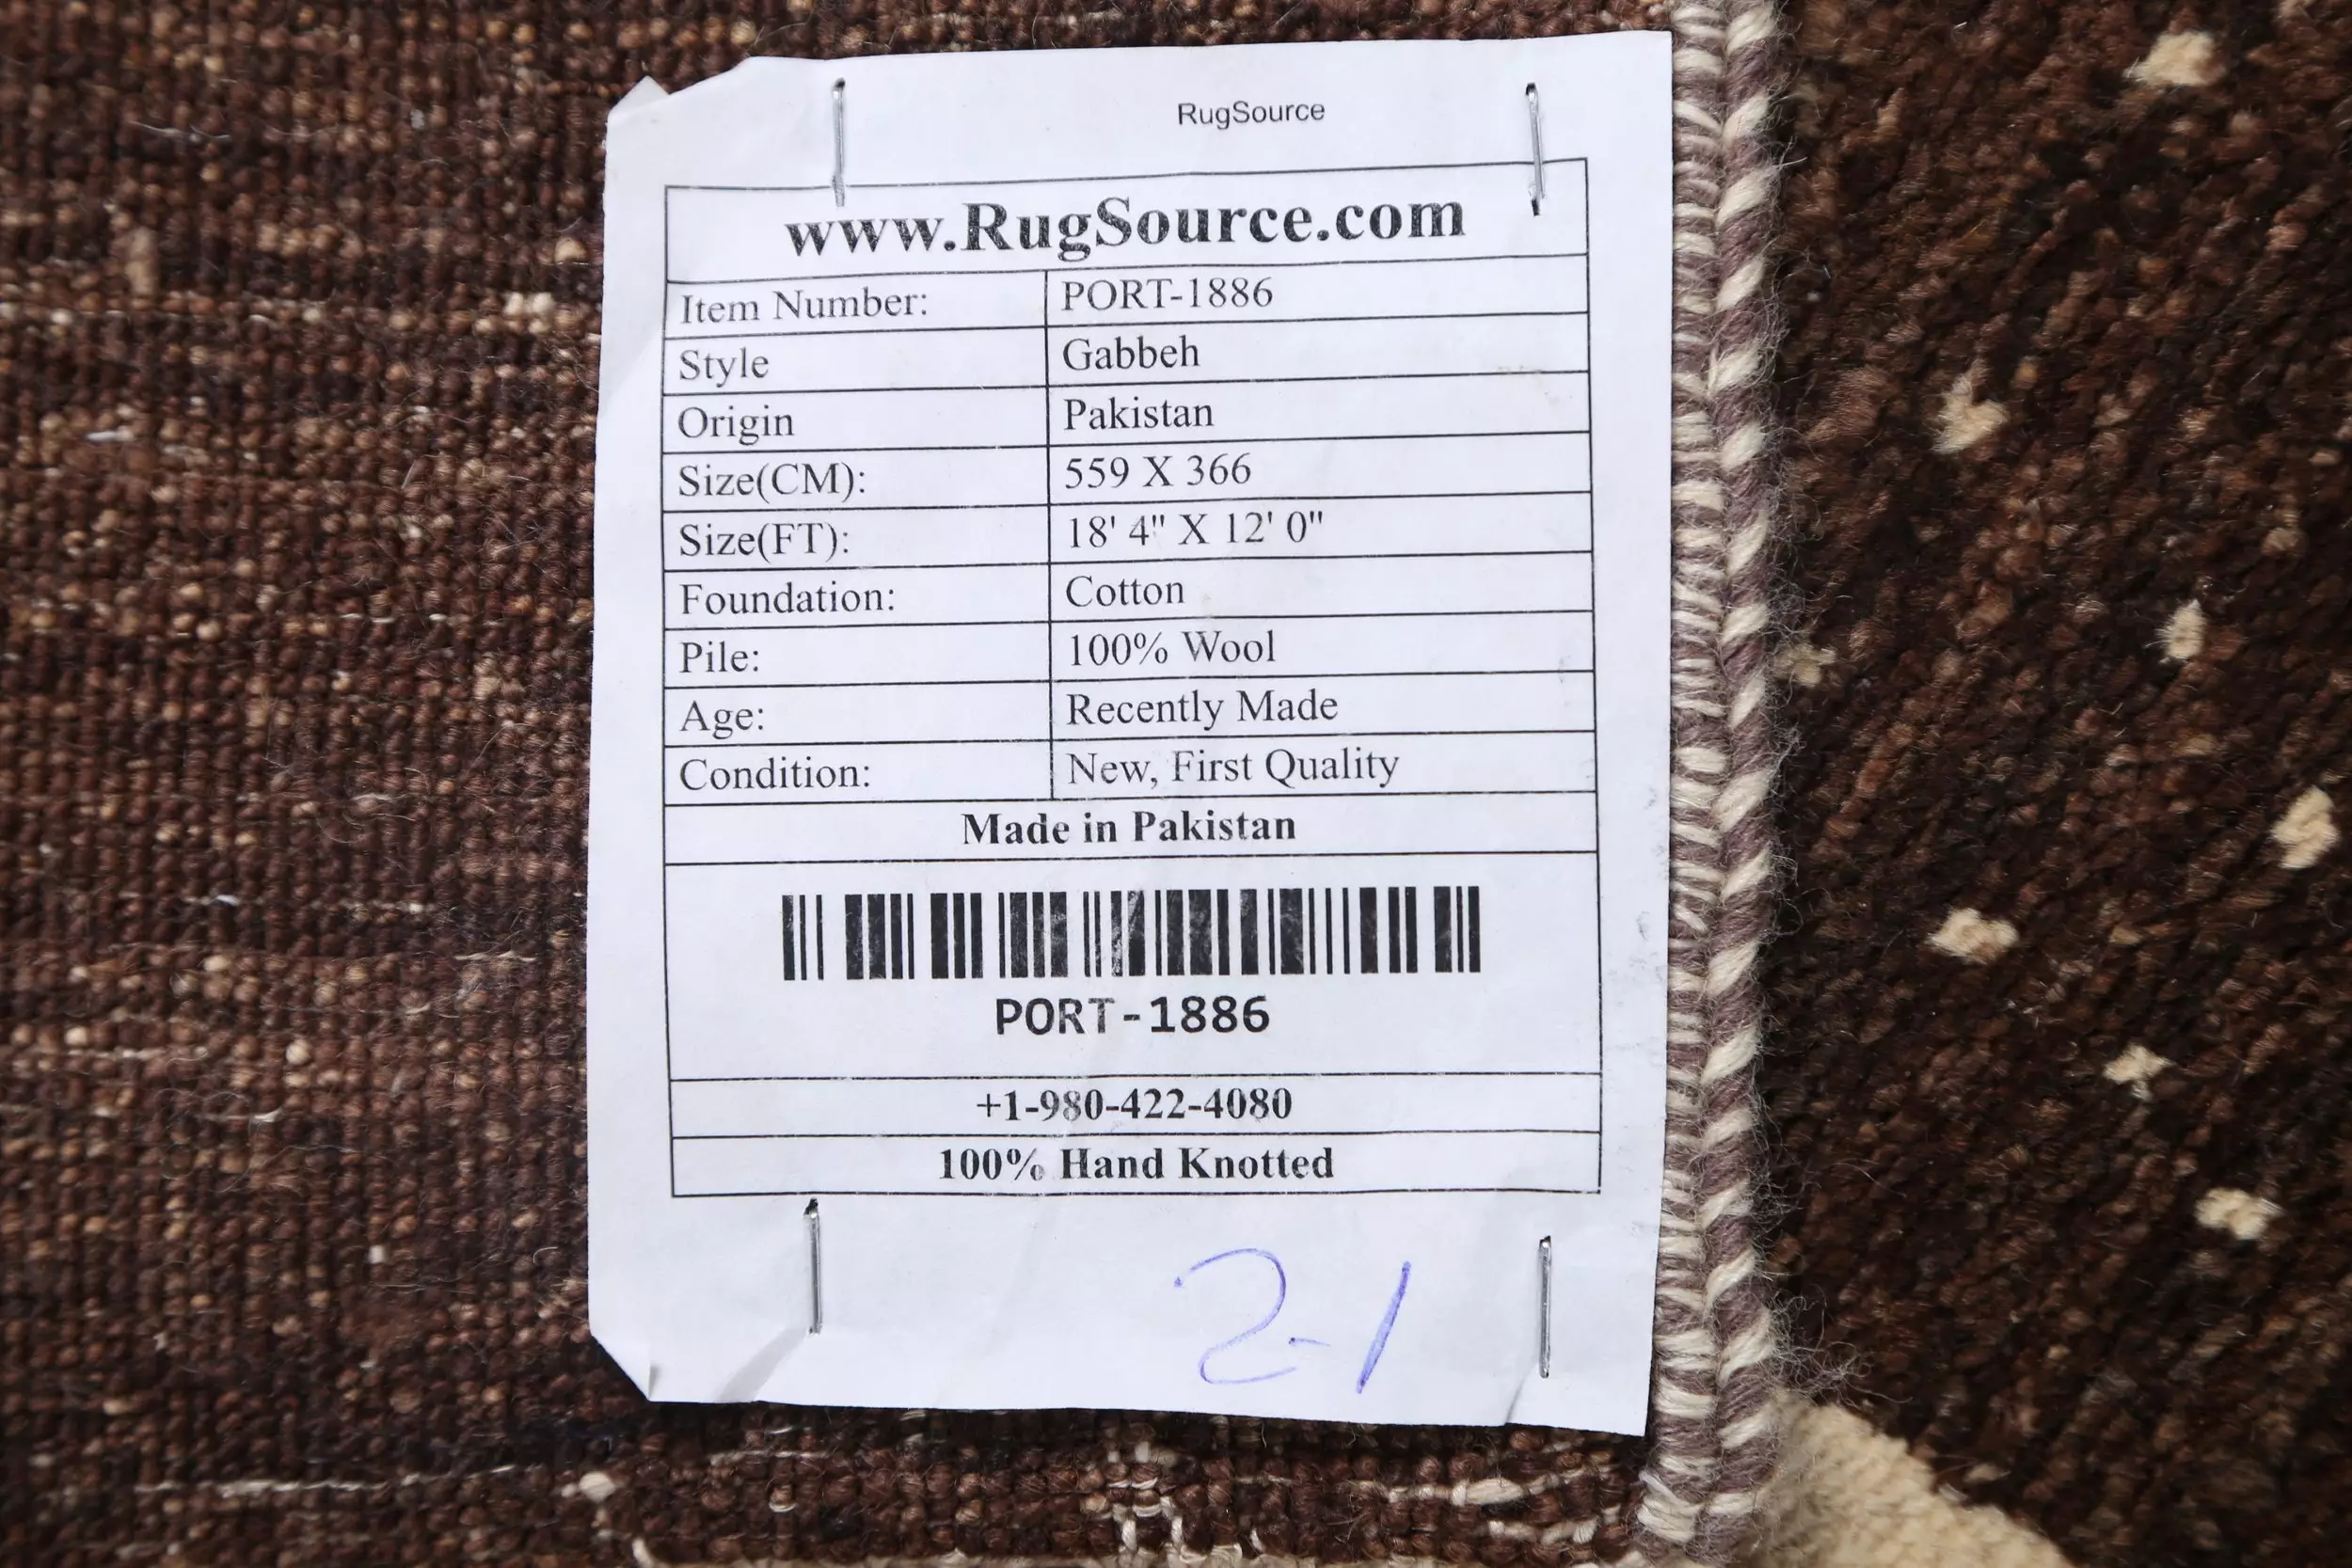 RugSource
www.RugSource.com
Item Number: PORT-1886
Style Gabbeh
Origin Pakistan
Size(CM): 559 X 366
Size(FT): 18' 4" X 12' 0"
Foundation: Cotton
Pile: 100% Wool
Age: Recently Made
Condition: New, First Quality
Made in Pakistan
PORT-1886
+1-980-422-4080
100% Hand Knotted
2-1